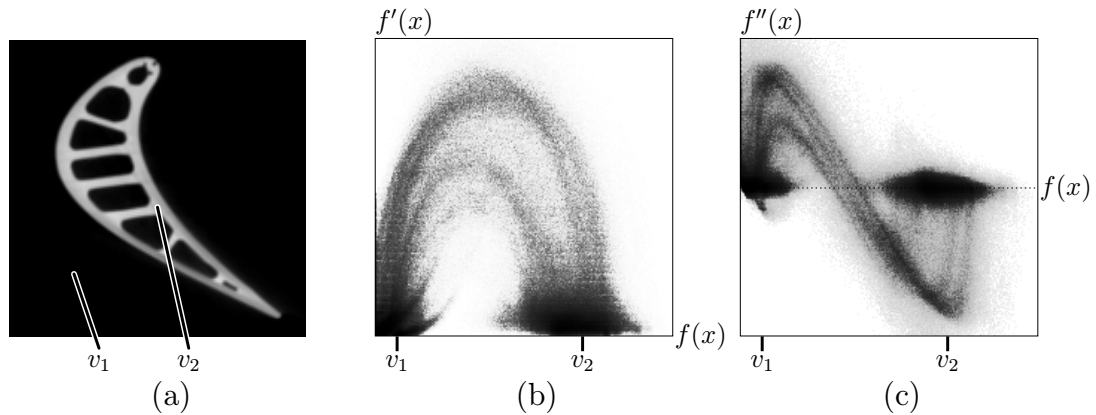 f′(x)
f″(x)
f(x)
f(x)
v₁
v₂
v₁
v₂
v₁
v₂
(a)
(b)
(c)